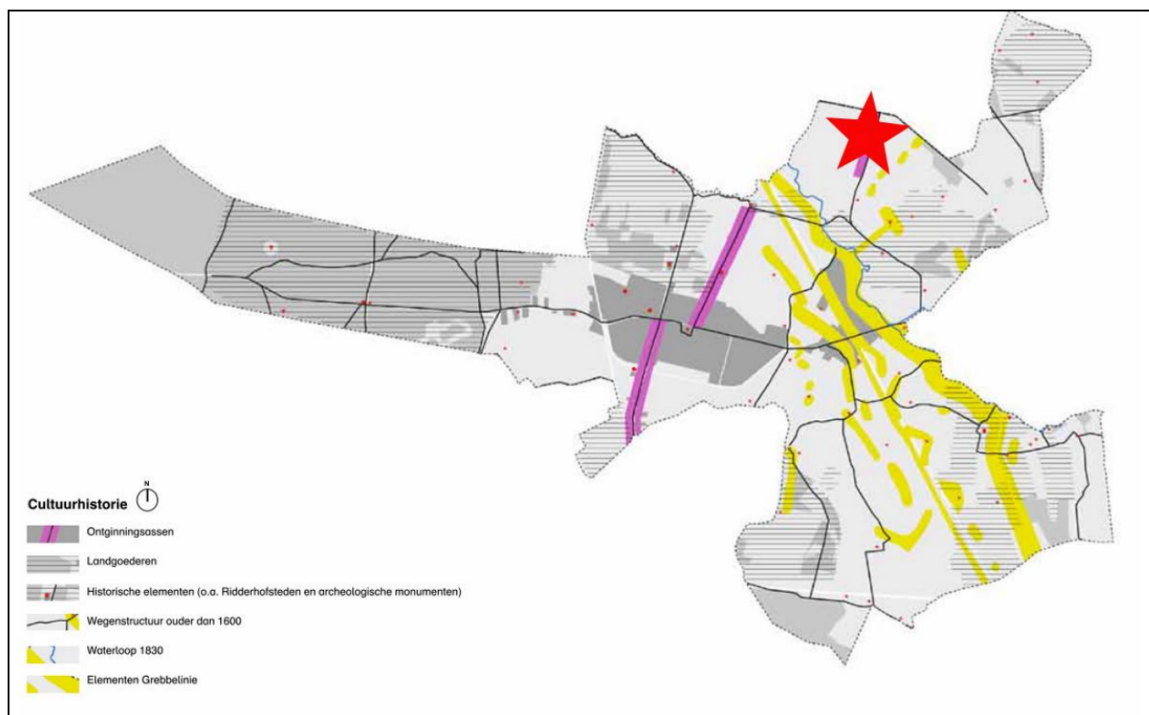 N
Cultuurhistorie
Ontginningsassen
Landgoederen
Historische elementen (o.a. Ridderhofsteden en archeologische monumenten)
Wegenstructuur ouder dan 1600
Waterloop 1830
Elementen Grebbelinie